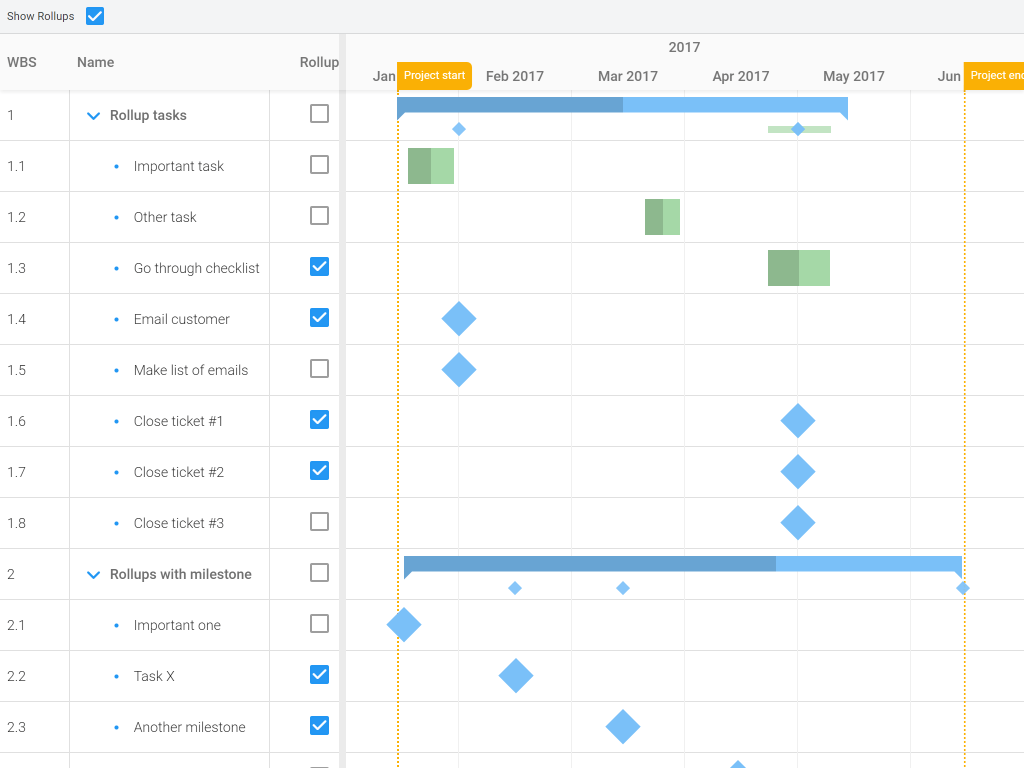 Show Rollups
WBS Name Rollup 2017
Jan Project start Feb 2017 Mar 2017 Apr 2017 May 2017 Jun Project end
1 Rollup tasks
1.1 Important task
1.2 Other task
1.3 Go through checklist
1.4 Email customer
1.5 Make list of emails
1.6 Close ticket #1
1.7 Close ticket #2
1.8 Close ticket #3
2 Rollups with milestone
2.1 Important one
2.2 Task X
2.3 Another milestone